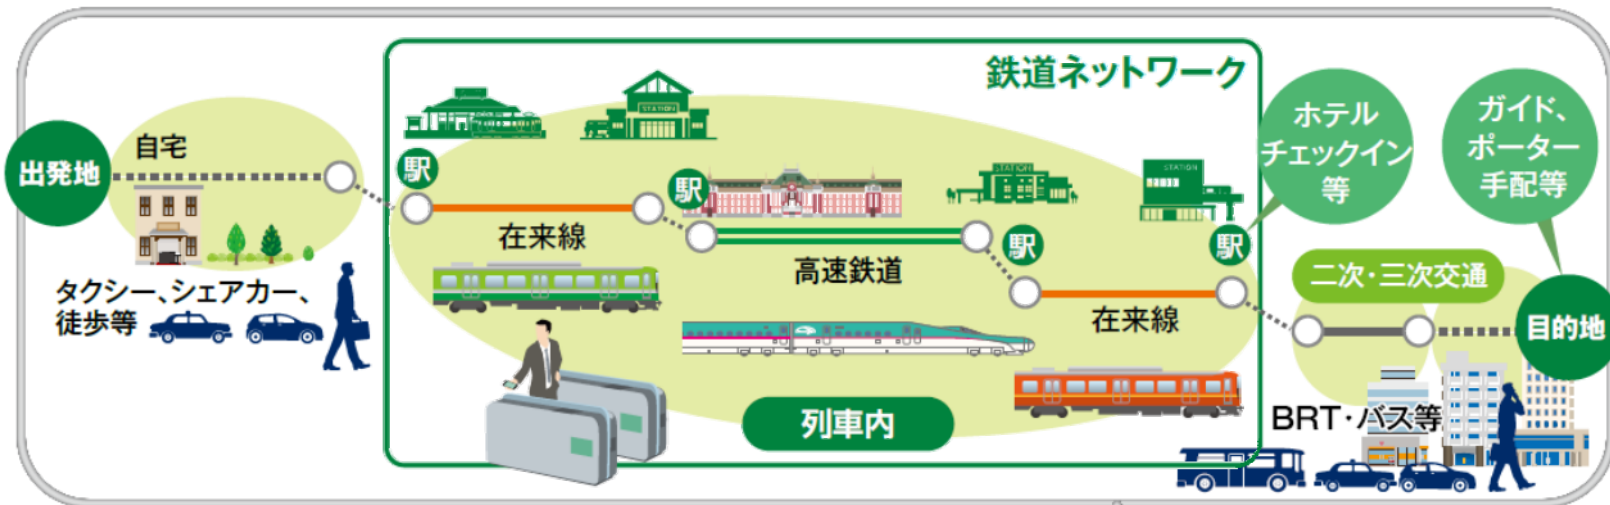 鉄道ネットワーク
出発地
自宅
タクシー、シェアカー、
徒歩等
駅
STATION
在来線
駅
高速鉄道
STATION
駅
STATION
在来線
駅
列車内
ホテル
チェックイン
等
ガイド、
ポーター
手配等
二次・三次交通
目的地
BRT・バス等